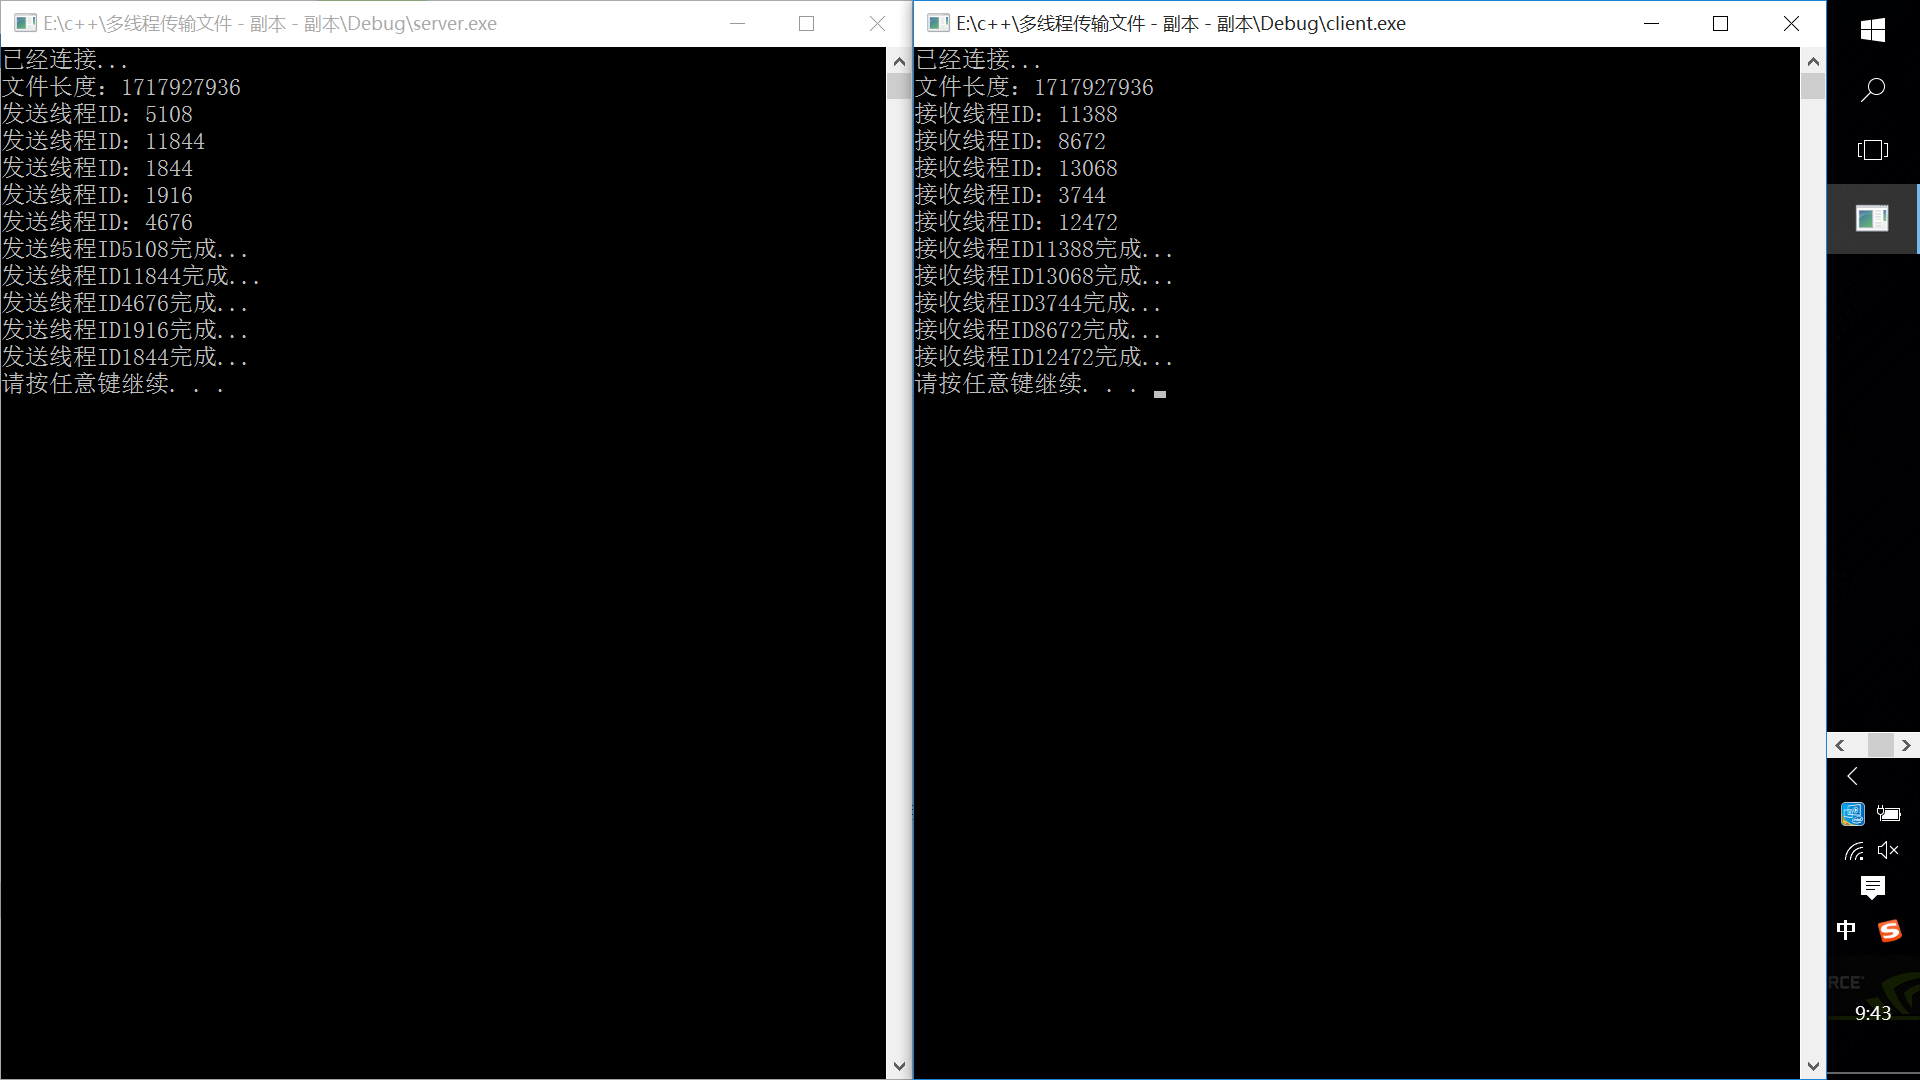 E:\c++\多线程传输文件 - 副本 - 副本\Debug\server.exe
已经连接...
文件长度：1717927936
发送线程ID：5108
发送线程ID：11844
发送线程ID：1844
发送线程ID：1916
发送线程ID：4676
发送线程ID5108完成...
发送线程ID11844完成...
发送线程ID4676完成...
发送线程ID1916完成...
发送线程ID1844完成...
请按任意键继续. . .
E:\c++\多线程传输文件 - 副本 - 副本\Debug\client.exe
已经连接...
文件长度：1717927936
接收线程ID：11388
接收线程ID：8672
接收线程ID：13068
接收线程ID：3744
接收线程ID：12472
接收线程ID11388完成...
接收线程ID13068完成...
接收线程ID3744完成...
接收线程ID8672完成...
接收线程ID12472完成...
请按任意键继续. . .
中
RCE
9:43